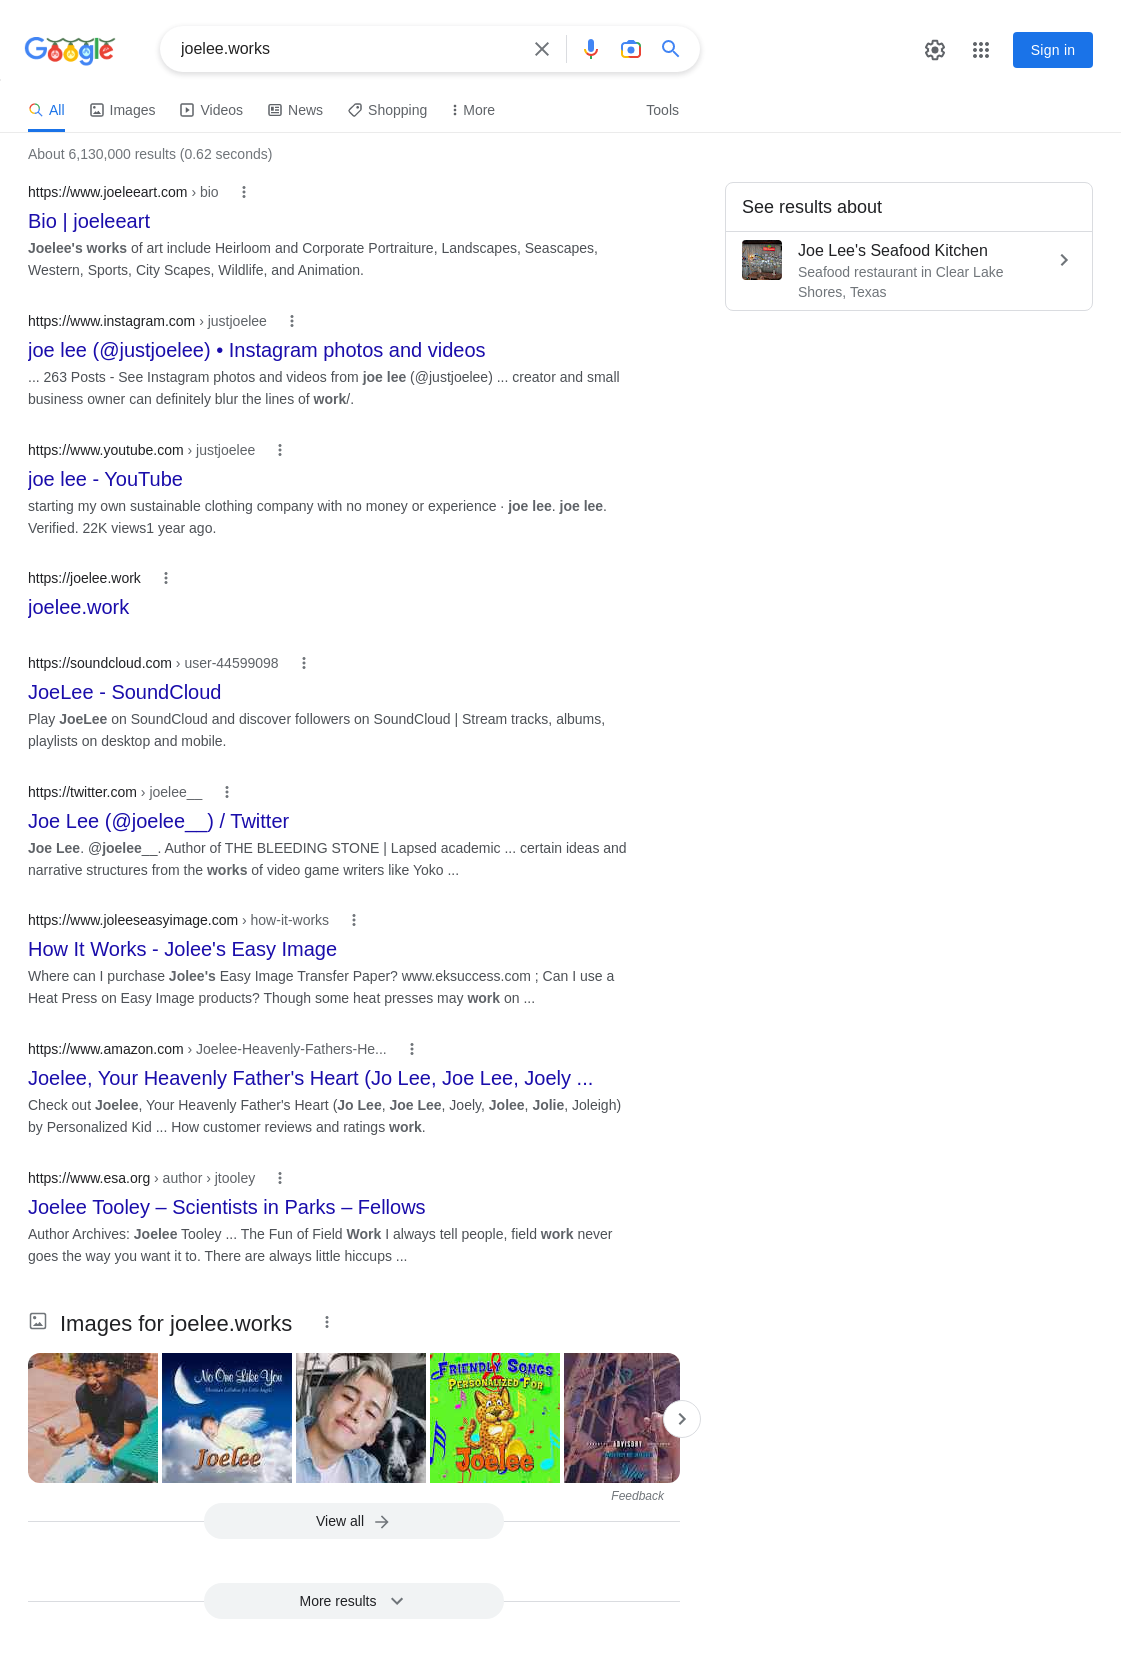 Google
joelee.works
Sign in
All
Images
Videos
News
Shopping
More
Tools
About 6,130,000 results (0.62 seconds)
https://www.joeleeart.com › bio
Bio | joeleeart
Joelee's works of art include Heirloom and Corporate Portraiture, Landscapes, Seascapes,
Western, Sports, City Scapes, Wildlife, and Animation.
https://www.instagram.com › justjoelee
joe lee (@justjoelee) • Instagram photos and videos
... 263 Posts - See Instagram photos and videos from joe lee (@justjoelee) ... creator and small
business owner can definitely blur the lines of work/.
https://www.youtube.com › justjoelee
joe lee - YouTube
starting my own sustainable clothing company with no money or experience · joe lee. joe lee.
Verified. 22K views1 year ago.
https://joelee.work
joelee.work
https://soundcloud.com › user-44599098
JoeLee - SoundCloud
Play JoeLee on SoundCloud and discover followers on SoundCloud | Stream tracks, albums,
playlists on desktop and mobile.
https://twitter.com › joelee__
Joe Lee (@joelee__) / Twitter
Joe Lee. @joelee__. Author of THE BLEEDING STONE | Lapsed academic ... certain ideas and
narrative structures from the works of video game writers like Yoko ...
https://www.joleeseasyimage.com › how-it-works
How It Works - Jolee's Easy Image
Where can I purchase Jolee's Easy Image Transfer Paper? www.eksuccess.com ; Can I use a
Heat Press on Easy Image products? Though some heat presses may work on ...
https://www.amazon.com › Joelee-Heavenly-Fathers-He...
Joelee, Your Heavenly Father's Heart (Jo Lee, Joe Lee, Joely ...
Check out Joelee, Your Heavenly Father's Heart (Jo Lee, Joe Lee, Joely, Jolee, Jolie, Joleigh)
by Personalized Kid ... How customer reviews and ratings work.
https://www.esa.org › author › jtooley
Joelee Tooley – Scientists in Parks – Fellows
Author Archives: Joelee Tooley ... The Fun of Field Work I always tell people, field work never
goes the way you want it to. There are always little hiccups ...
See results about
Joe Lee's Seafood Kitchen
Seafood restaurant in Clear Lake
Shores, Texas
Images for joelee.works
No One Like You
Christian Lullabies for Little Angels
Joelee
FRIENDLY SONGS
PERSONALIZED FOR
Joelee
ADVISORY
Feedback
View all
More results